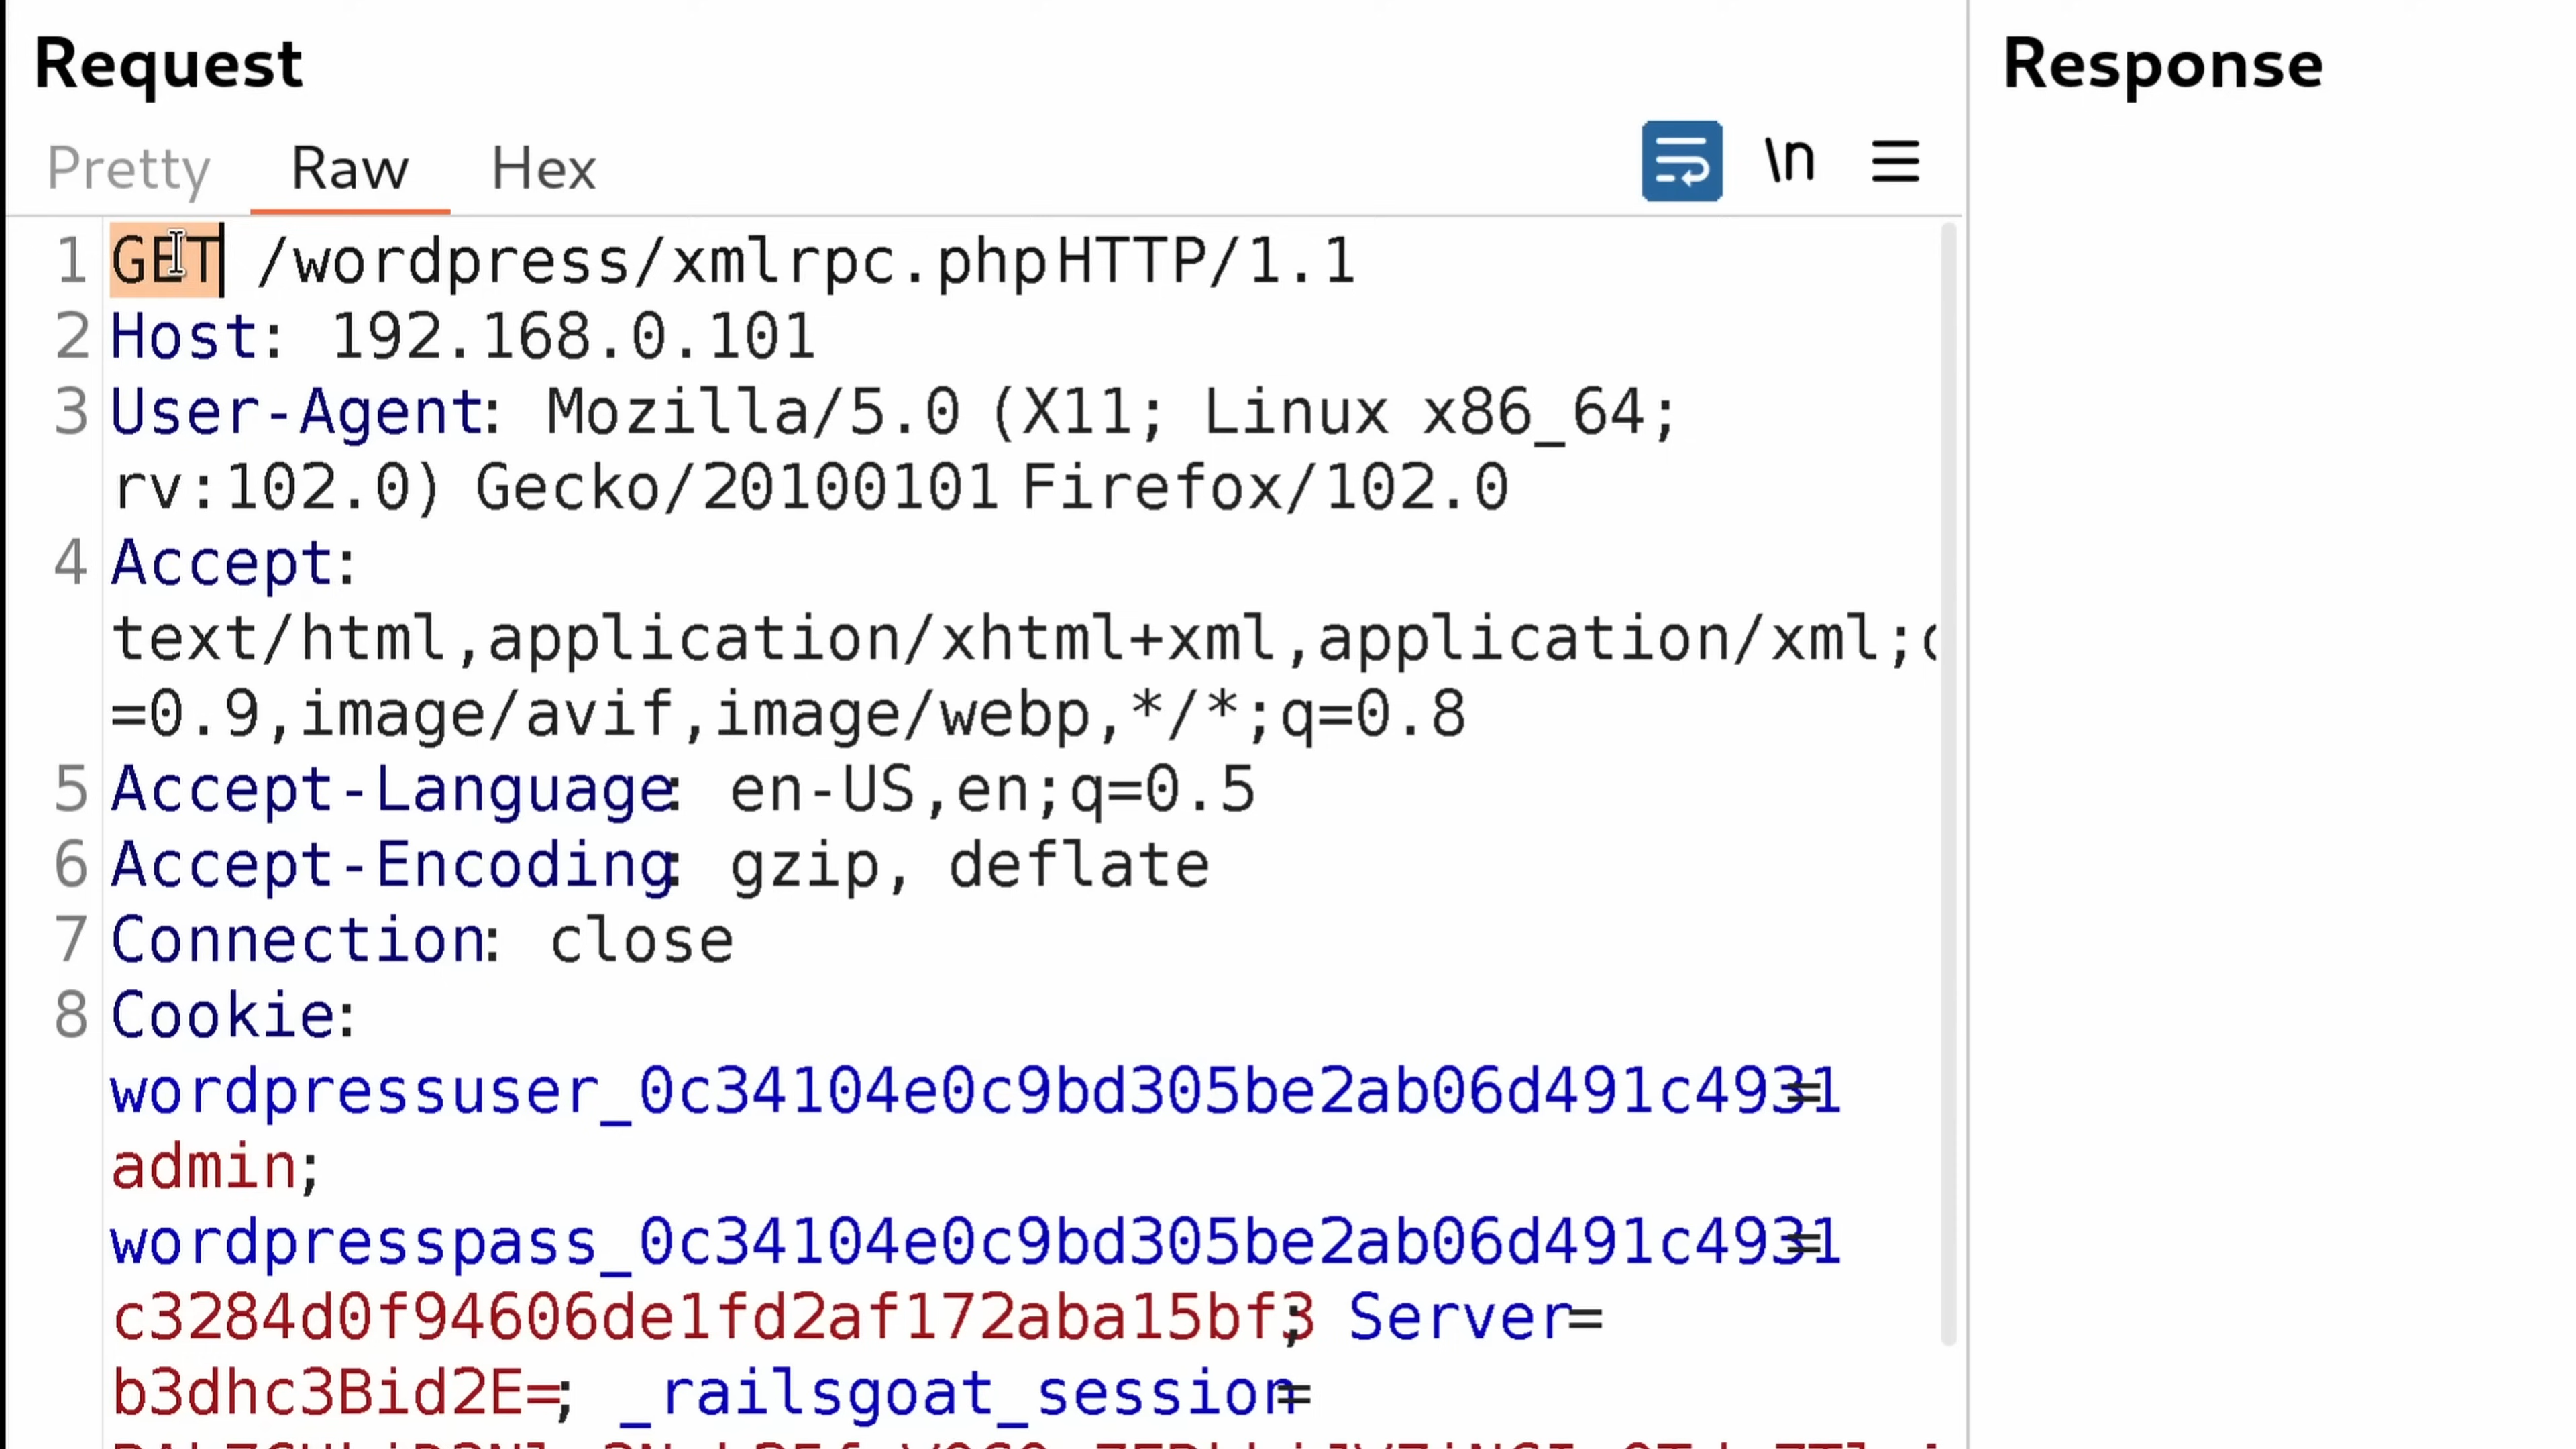 Request
Response
Pretty Raw Hex \n
1 GET /wordpress/xmlrpc.php HTTP/1.1
2 Host: 192.168.0.101
3 User-Agent: Mozilla/5.0 (X11; Linux x86_64;
rv:102.0) Gecko/20100101 Firefox/102.0
4 Accept:
text/html,application/xhtml+xml,application/xml;q
=0.9,image/avif,image/webp,*/*;q=0.8
5 Accept-Language: en-US,en;q=0.5
6 Accept-Encoding: gzip, deflate
7 Connection: close
8 Cookie:
wordpressuser_0c34104e0c9bd305be2ab06d491c4931=
admin;
wordpresspass_0c34104e0c9bd305be2ab06d491c4931=
c3284d0f94606de1fd2af172aba15bf3; Server=
b3dhc3Bid2E=; _railsgoat_session=